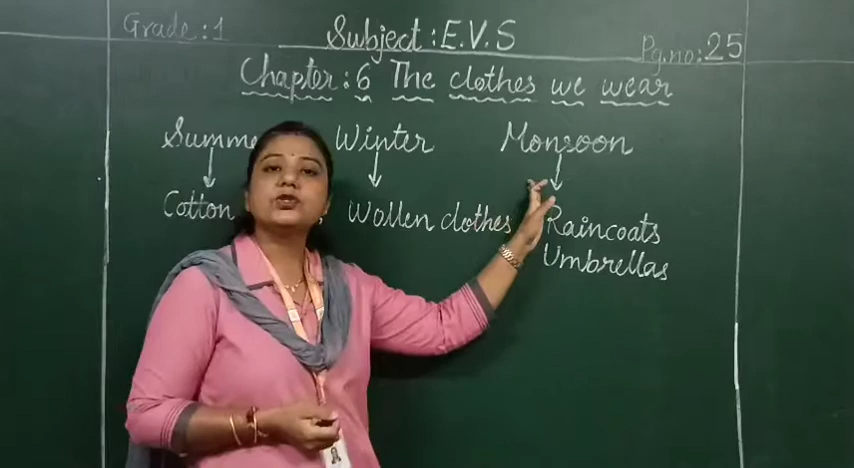 Grade : 1 Subject : E.V.S Pg.no : 25
Chapter : 6 The clothes we wear
Summe Winter Monsoon
Cotton Wollen clothes Raincoats
Umbrellas